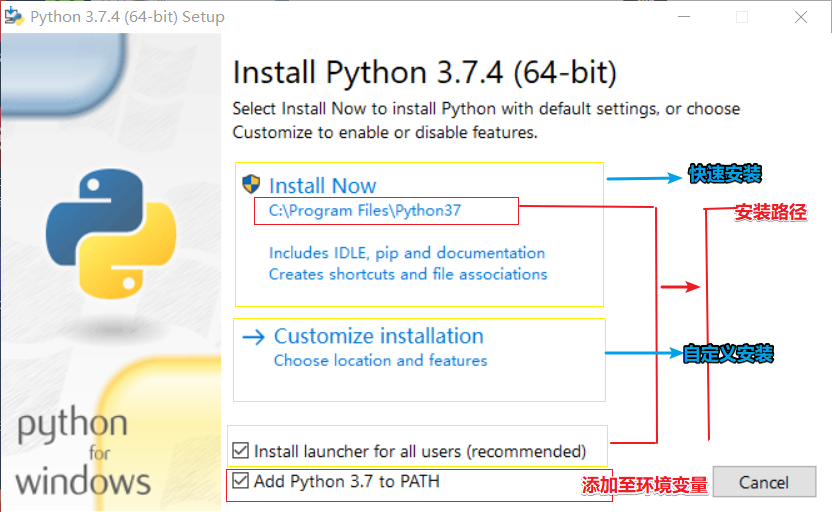 Python 3.7.4 (64-bit) Setup
Install Python 3.7.4 (64-bit)
Select Install Now to install Python with default settings, or choose
Customize to enable or disable features.
Install Now
快速安装
C:\Program Files\Python37
安装路径
Includes IDLE, pip and documentation
Creates shortcuts and file associations
Customize installation
自定义安装
Choose location and features
python
for
windows
Install launcher for all users (recommended)
Add Python 3.7 to PATH
添加至环境变量
Cancel